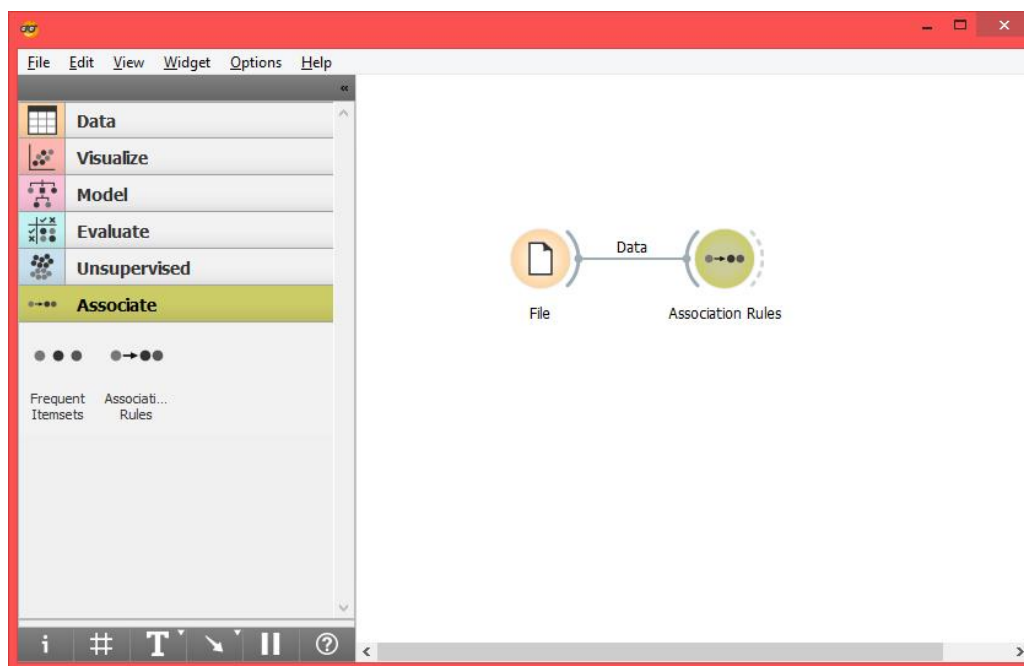 File Edit View Widget Options Help
Data
Visualize
Model
Evaluate
Unsupervised
Associate
Frequent
Itemsets
Associati...
Rules
Data
File
Association Rules